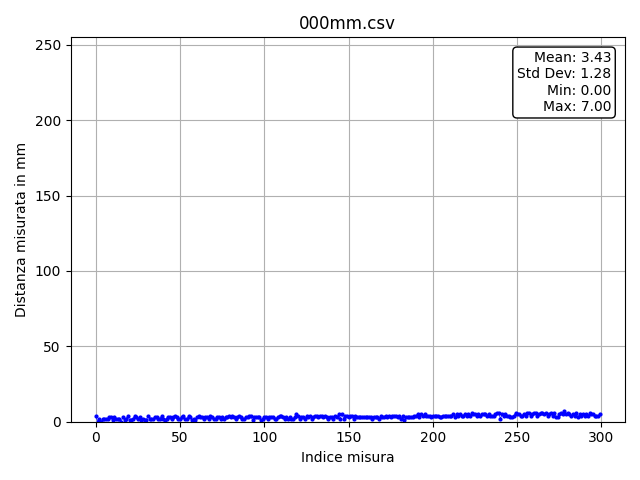 000mm.csv
Mean: 3.43
Std Dev: 1.28
Min: 0.00
Max: 7.00
Distanza misurata in mm
250
200
150
100
50
0
0 50 100 150 200 250 300
Indice misura